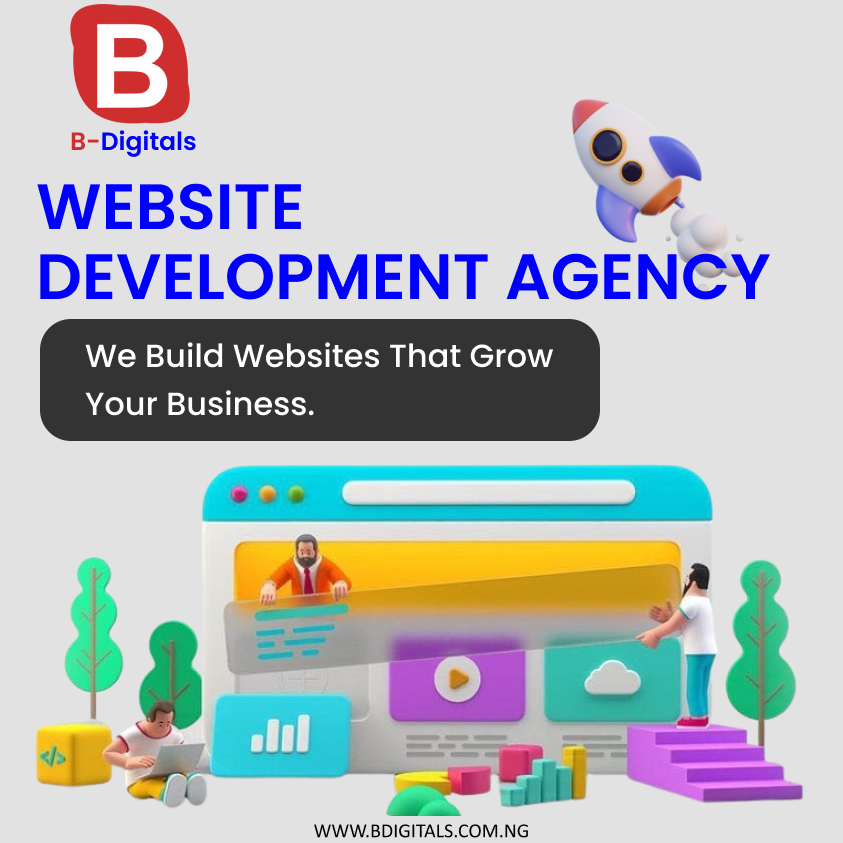 B
B-Digitals
WEBSITE
DEVELOPMENT AGENCY
We Build Websites That Grow
Your Business.
</>
WWW.BDIGITALS.COM.NG